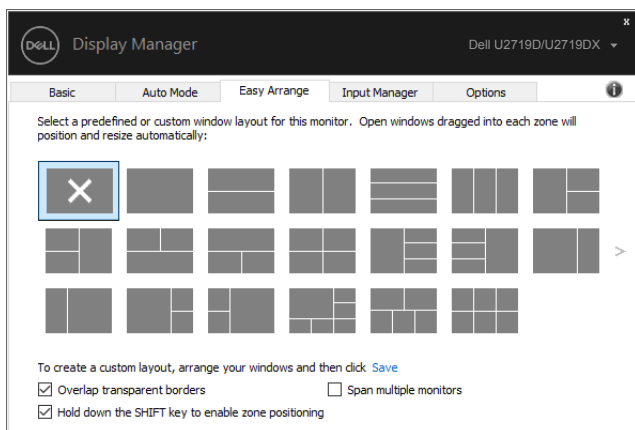 x
DELL Display Manager Dell U2719D/U2719DX
Basic Auto Mode Easy Arrange Input Manager Options
Select a predefined or custom window layout for this monitor. Open windows dragged into each zone will
position and resize automatically:
To create a custom layout, arrange your windows and then click Save
Overlap transparent borders Span multiple monitors
Hold down the SHIFT key to enable zone positioning